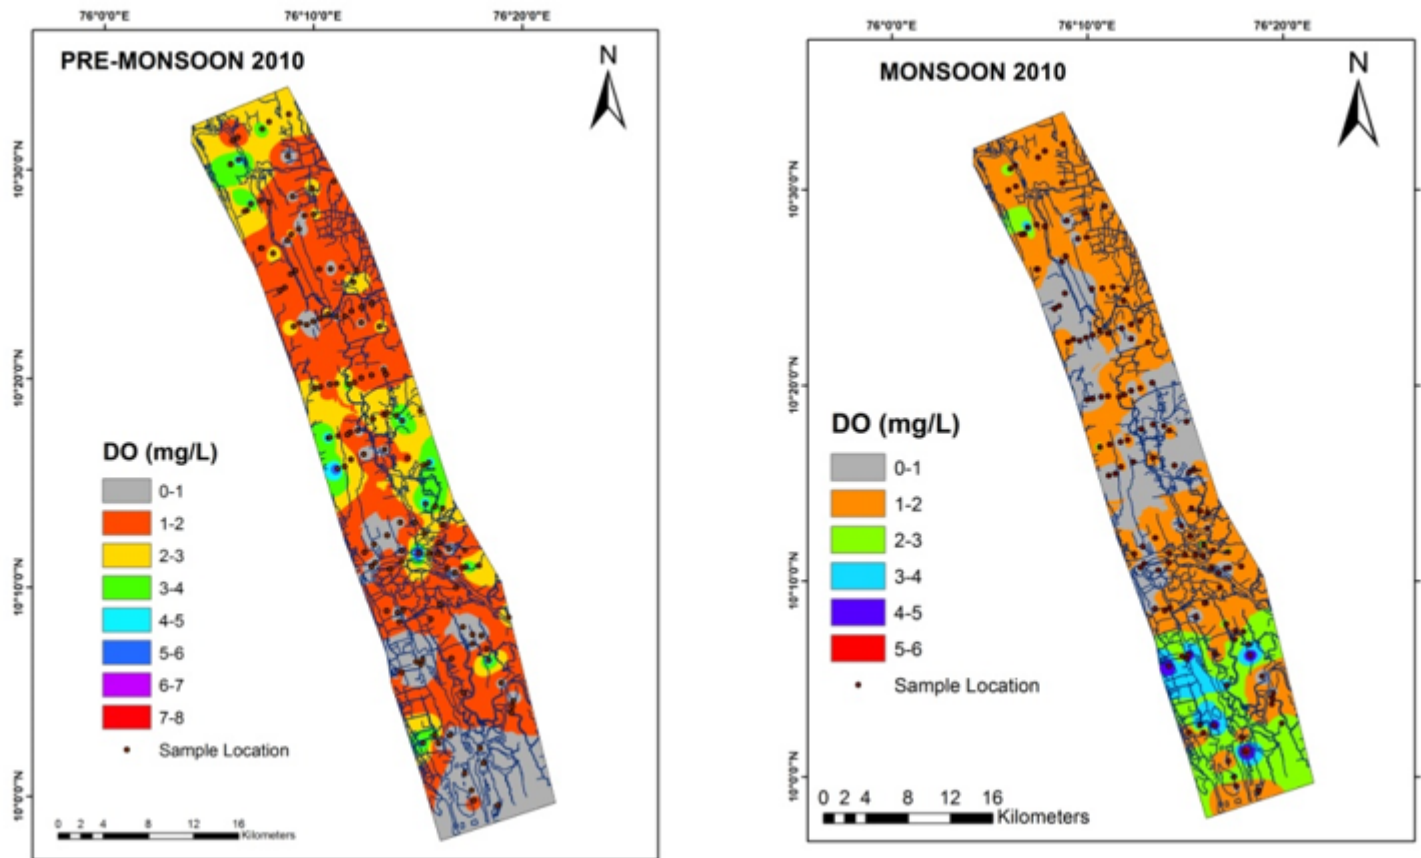 76°0'0"E 76°10'0"E 76°20'0"E
PRE-MONSOON 2010
N
10°30'0"N
10°20'0"N
10°10'0"N
10°0'0"N
DO (mg/L)
0-1
1-2
2-3
3-4
4-5
5-6
6-7
7-8
Sample Location
0 2 4 8 12 16
Kilometers
76°0'0"E 76°10'0"E 76°20'0"E
MONSOON 2010
N
10°30'0"N
10°20'0"N
10°10'0"N
10°0'0"N
DO (mg/L)
0-1
1-2
2-3
3-4
4-5
5-6
Sample Location
0 2 4 8 12 16
Kilometers